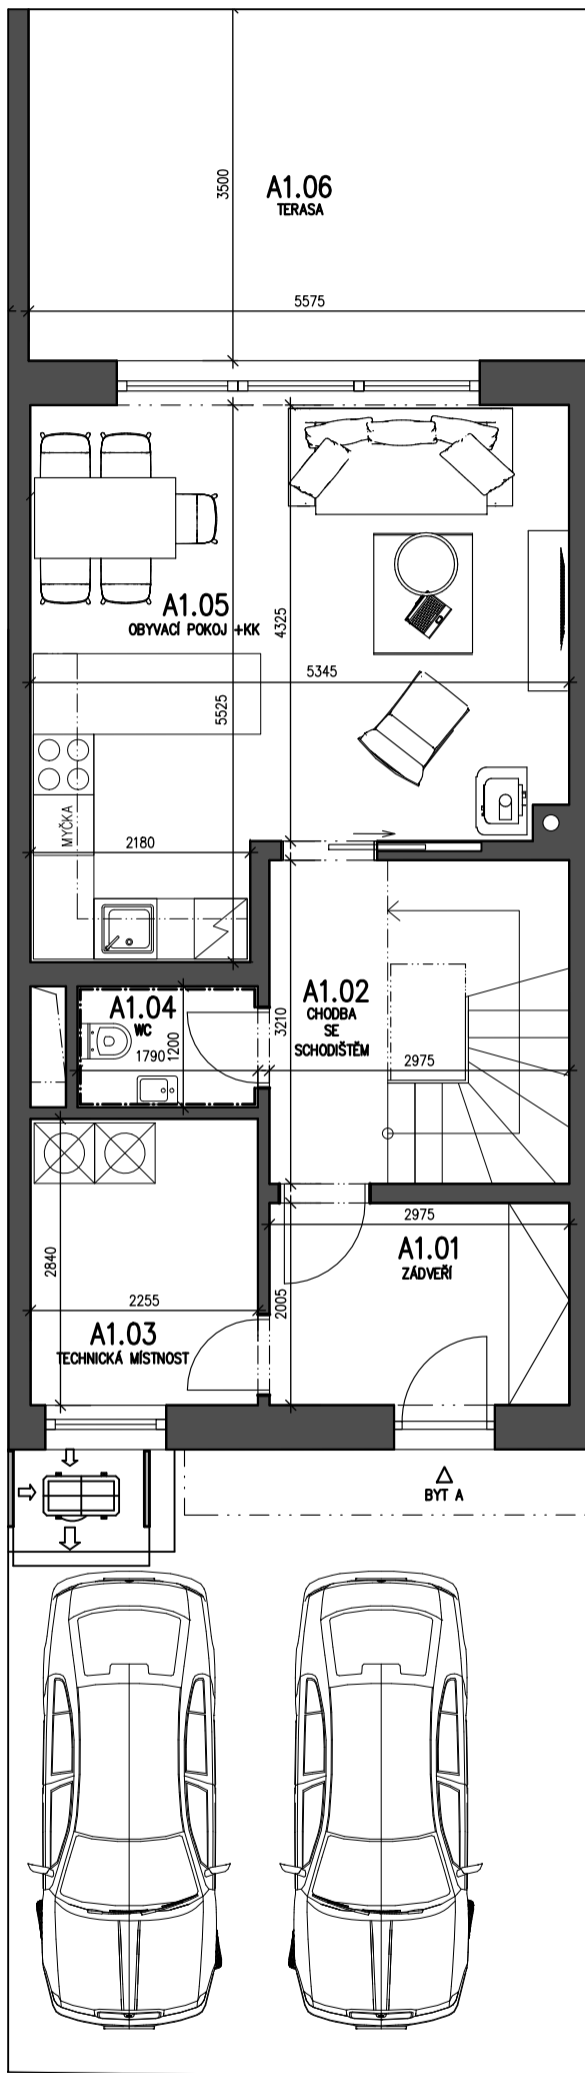 3500
A1.06
TERASA
5575
A1.05
OBYVACÍ POKOJ +KK
4325
5345
5525
MYČKA
2180
A1.04
WC
1790
1200
A1.02
CHODBA
SE
SCHODIŠTĚM
3210
2975
2975
A1.01
ZÁDVEŘÍ
2840
2255
2005
A1.03
TECHNICKÁ MÍSTNOST
BYT A